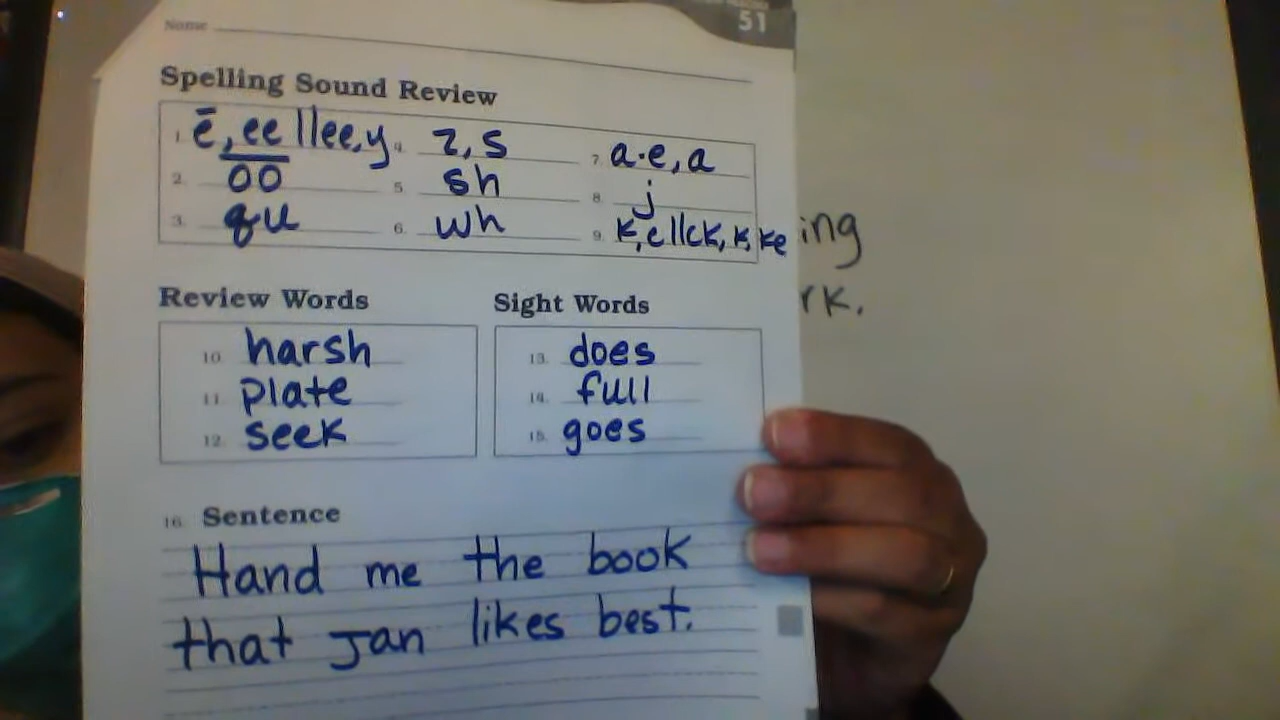 51
Name
Spelling Sound Review
1. ē, ee || ee, y 4. z, s 7. a-e, a
2. oo 5. sh 8. j
3. qu 6. wh 9. k, c || ck, k, ke
ing
rk.
Review Words Sight Words
10. harsh 13. does
11. plate 14. full
12. seek 15. goes
16. Sentence
Hand me the book
that Jan likes best.